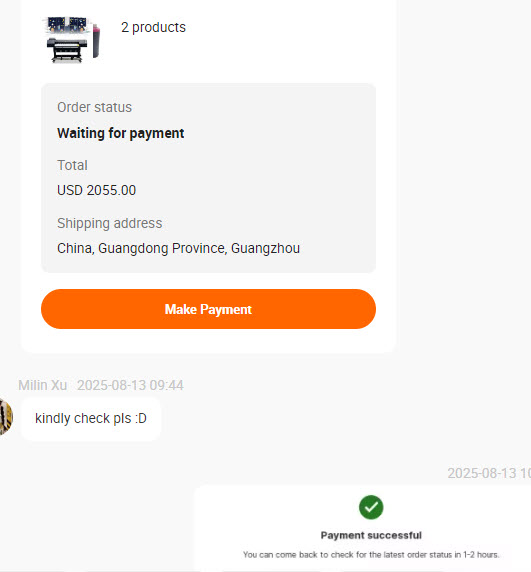 2 products
Order status
Waiting for payment
Total
USD 2055.00
Shipping address
China, Guangdong Province, Guangzhou
Make Payment
Milin Xu 2025-08-13 09:44
kindly check pls :D
2025-08-13 10
Payment successful
You can come back to check for the latest order status in 1-2 hours.